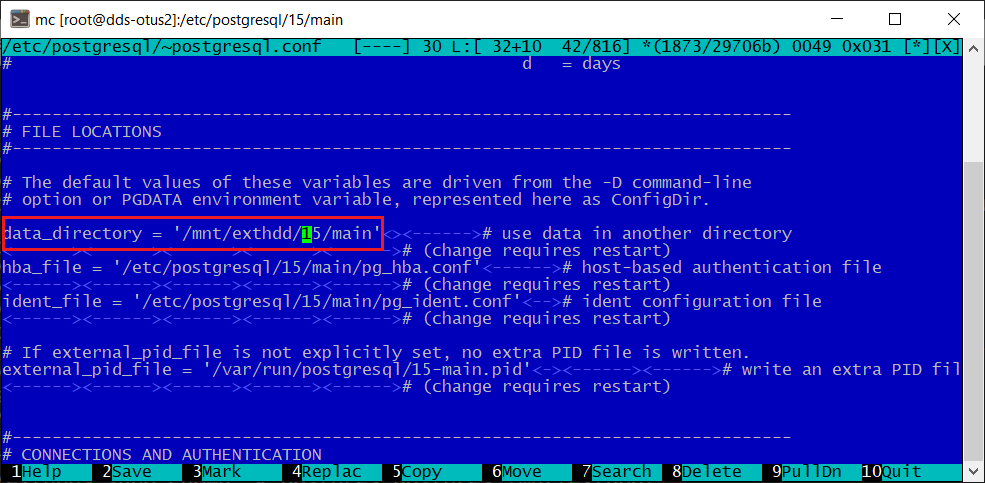 mc [root@dds-otus2]:/etc/postgresql/15/main
/etc/postgresql/~postgresql.conf   [----] 30 L:[ 32+10  42/816] *(1873/29706b) 0049 0x031 [*][X]
#                                                   d   = days
#------------------------------------------------------------------------------
# FILE LOCATIONS
#------------------------------------------------------------------------------
# The default values of these variables are driven from the -D command-line
# option or PGDATA environment variable, represented here as ConfigDir.
data_directory = '/mnt/exthdd/15/main'<><------># use data in another directory
<------><------><------><------><------># (change requires restart)
hba_file = '/etc/postgresql/15/main/pg_hba.conf'<------># host-based authentication file
<------><------><------><------><------># (change requires restart)
ident_file = '/etc/postgresql/15/main/pg_ident.conf'<--># ident configuration file
<------><------><------><------><------># (change requires restart)
# If external_pid_file is not explicitly set, no extra PID file is written.
external_pid_file = '/var/run/postgresql/15-main.pid'<-><------><------># write an extra PID fil
<------><------><------><------><------># (change requires restart)
#------------------------------------------------------------------------------
# CONNECTIONS AND AUTHENTICATION
1Help 2Save 3Mark 4Replac 5Copy 6Move 7Search 8Delete 9PullDn 10Quit